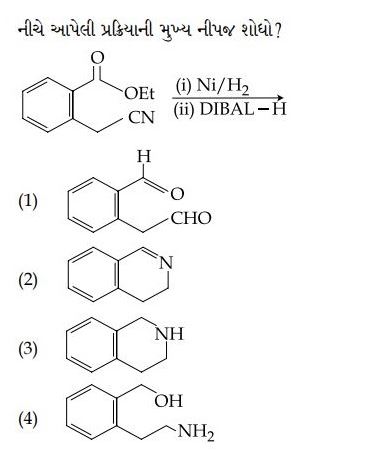 નીચે આપેલી પ્રક્રિયાની મુખ્ય નીપજ શોધો?
O
OEt
CN
(i) Ni/H₂
(ii) DIBAL – H
(1)
H
O
CHO
(2)
N
(3)
NH
(4)
OH
NH₂